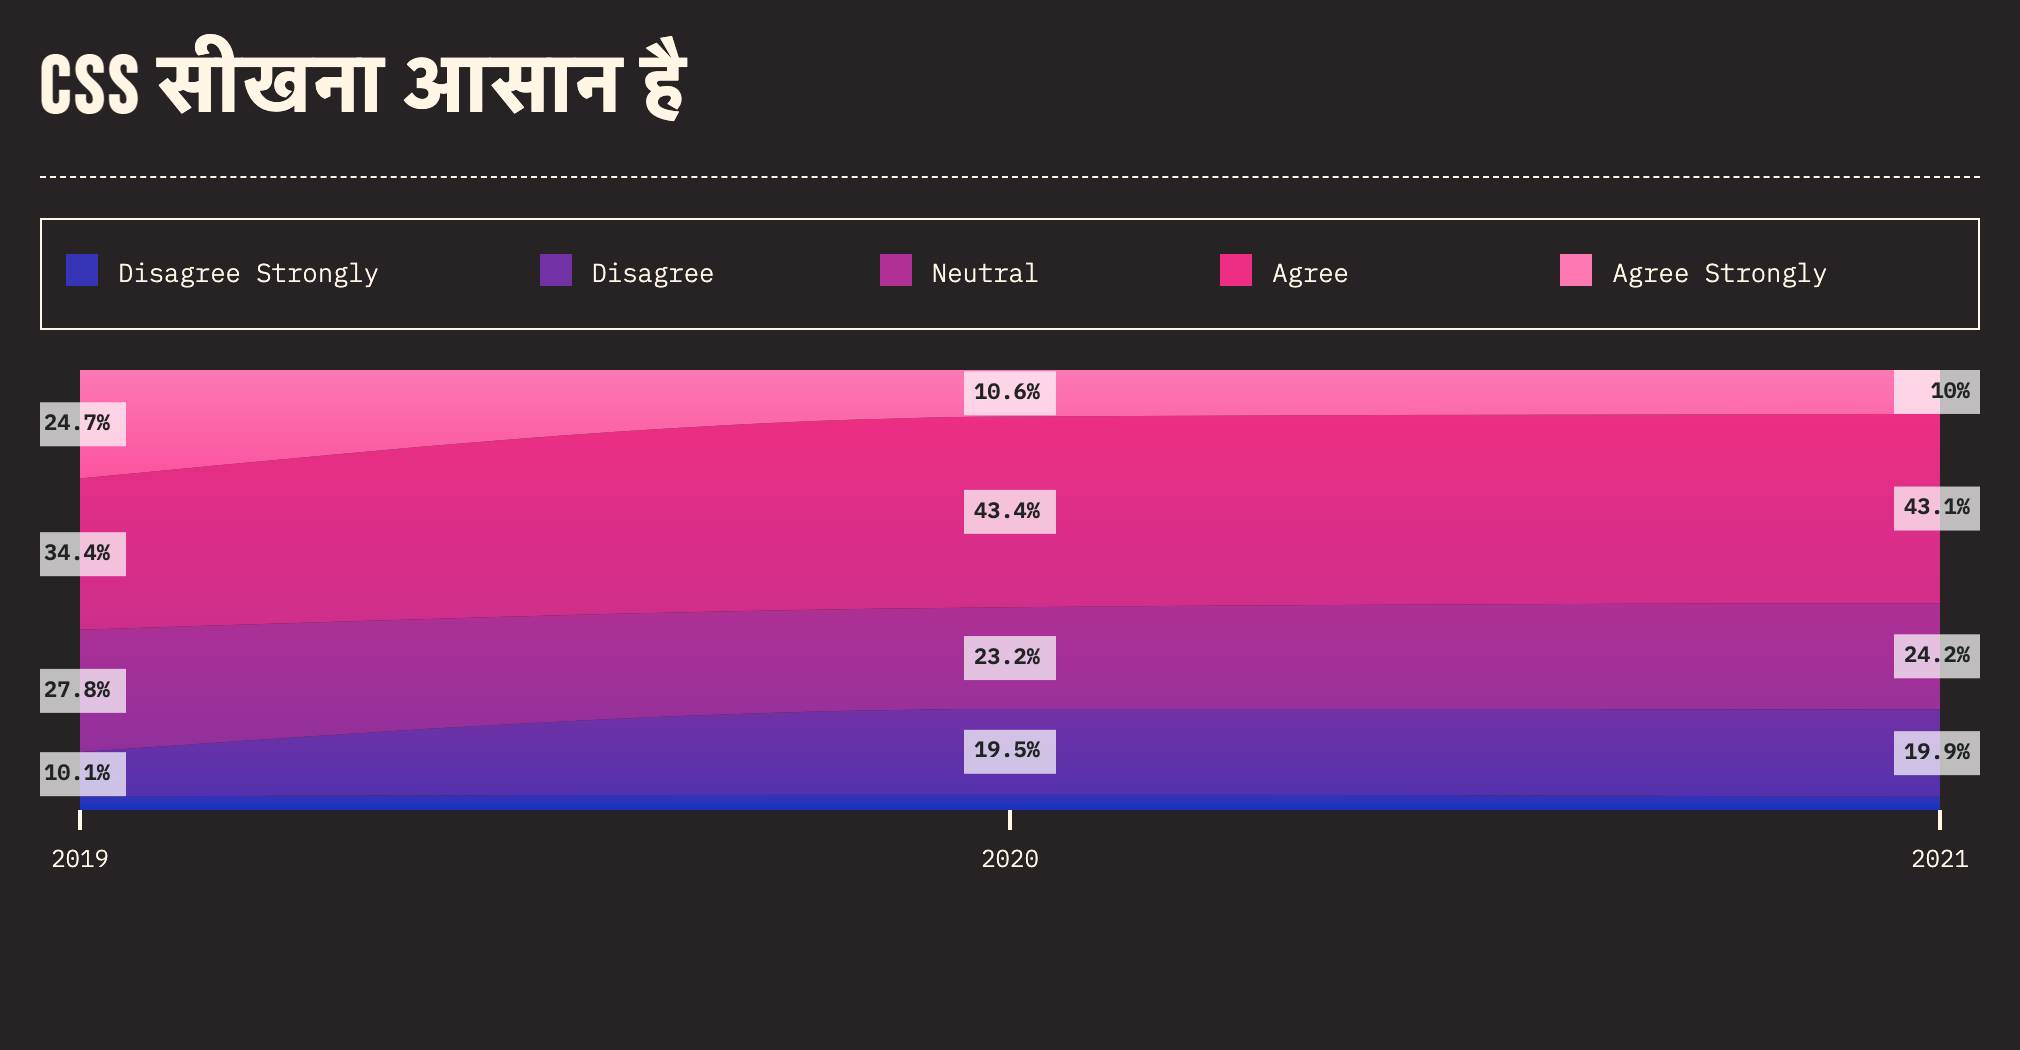 CSS सीखना आसान है
Disagree Strongly Disagree Neutral Agree Agree Strongly
10.6% 10%
24.7%
43.4% 43.1%
34.4%
23.2% 24.2%
27.8%
19.5% 19.9%
10.1%
2019 2020 2021